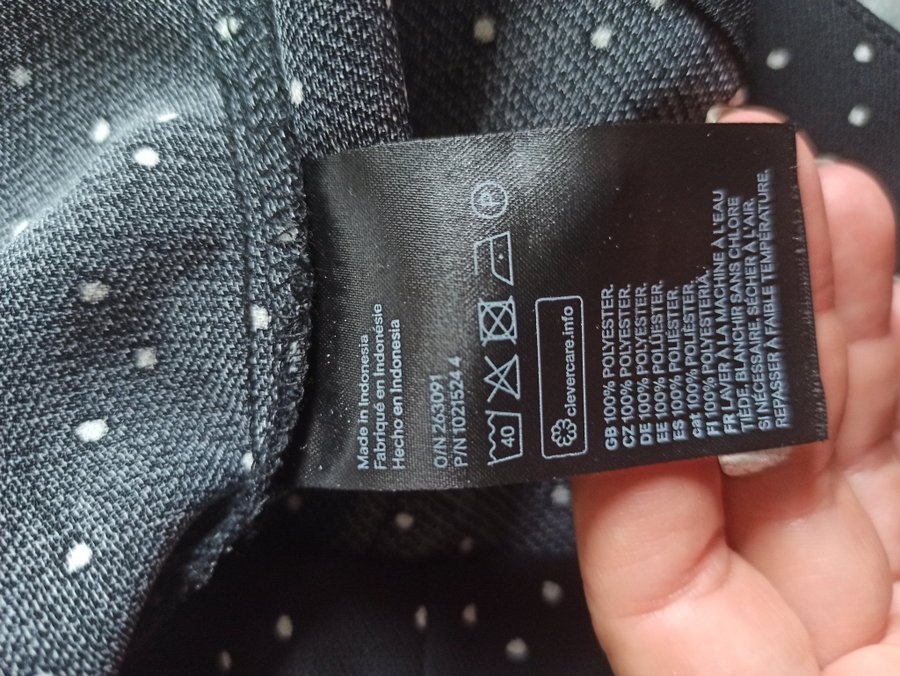 Made in Indonesia
Fabriqué en Indonésie
Hecho en Indonesia
O/N 263091
P/N 1021524 4
40
P
clevercare.info
GB 100% POLYESTER.
CZ 100% POLYESTER.
DE 100% POLYESTER.
EE 100% POLÜESTER.
ES 100% POLIESTER.
cat 100% POLIÈSTER.
FI 100% POLYESTERIÄ.
FR LAVER À LA MACHINE À L'EAU
TIÈDE. BLANCHIR SANS CHLORE
SI NÉCESSAIRE. SÉCHER À L'AIR.
REPASSER À FAIBLE TEMPÉRATURE.